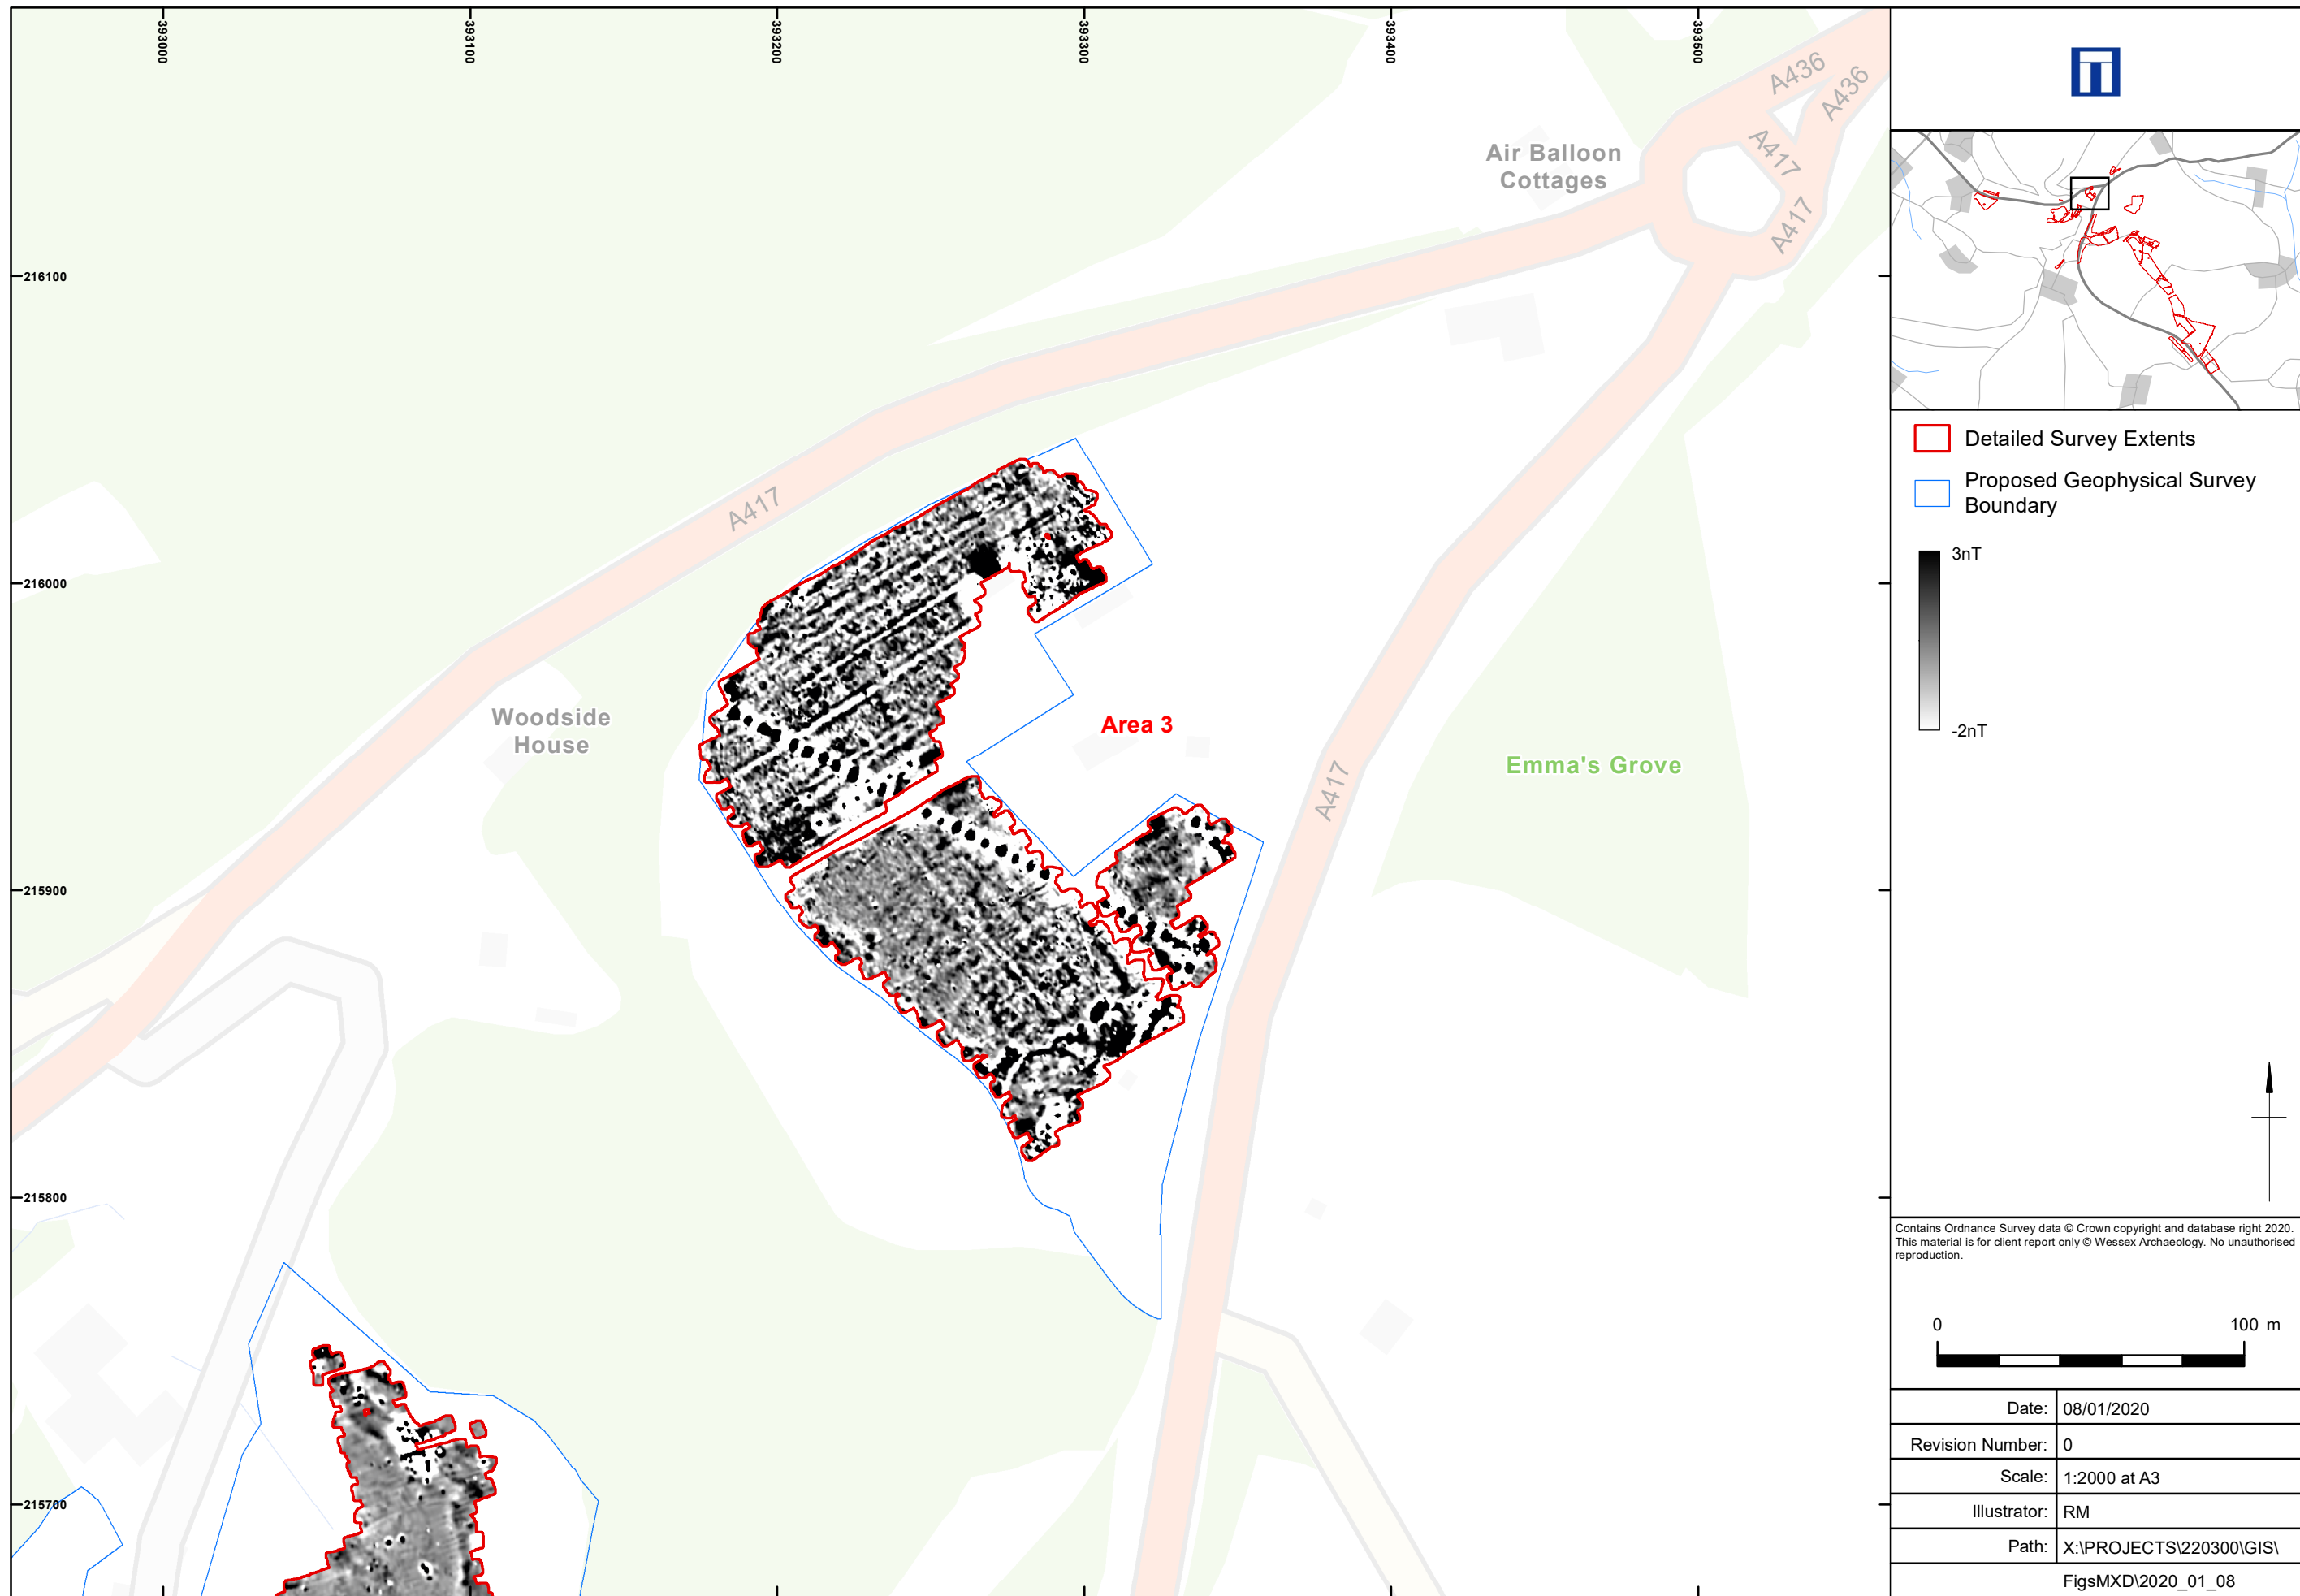 393000
393100
393200
393300
393400
393500
A436
A436
A417
A417
Air Balloon
Cottages
216100
A417
216000
Woodside
House
Area 3
Emma's Grove
A417
215900
215800
215700
Detailed Survey Extents
Proposed Geophysical Survey
Boundary
3nT
-2nT
Contains Ordnance Survey data © Crown copyright and database right 2020.
This material is for client report only © Wessex Archaeology. No unauthorised
reproduction.
0 100 m
Date: 08/01/2020
Revision Number: 0
Scale: 1:2000 at A3
Illustrator: RM
Path: X:\PROJECTS\220300\GIS\
FigsMXD\2020_01_08